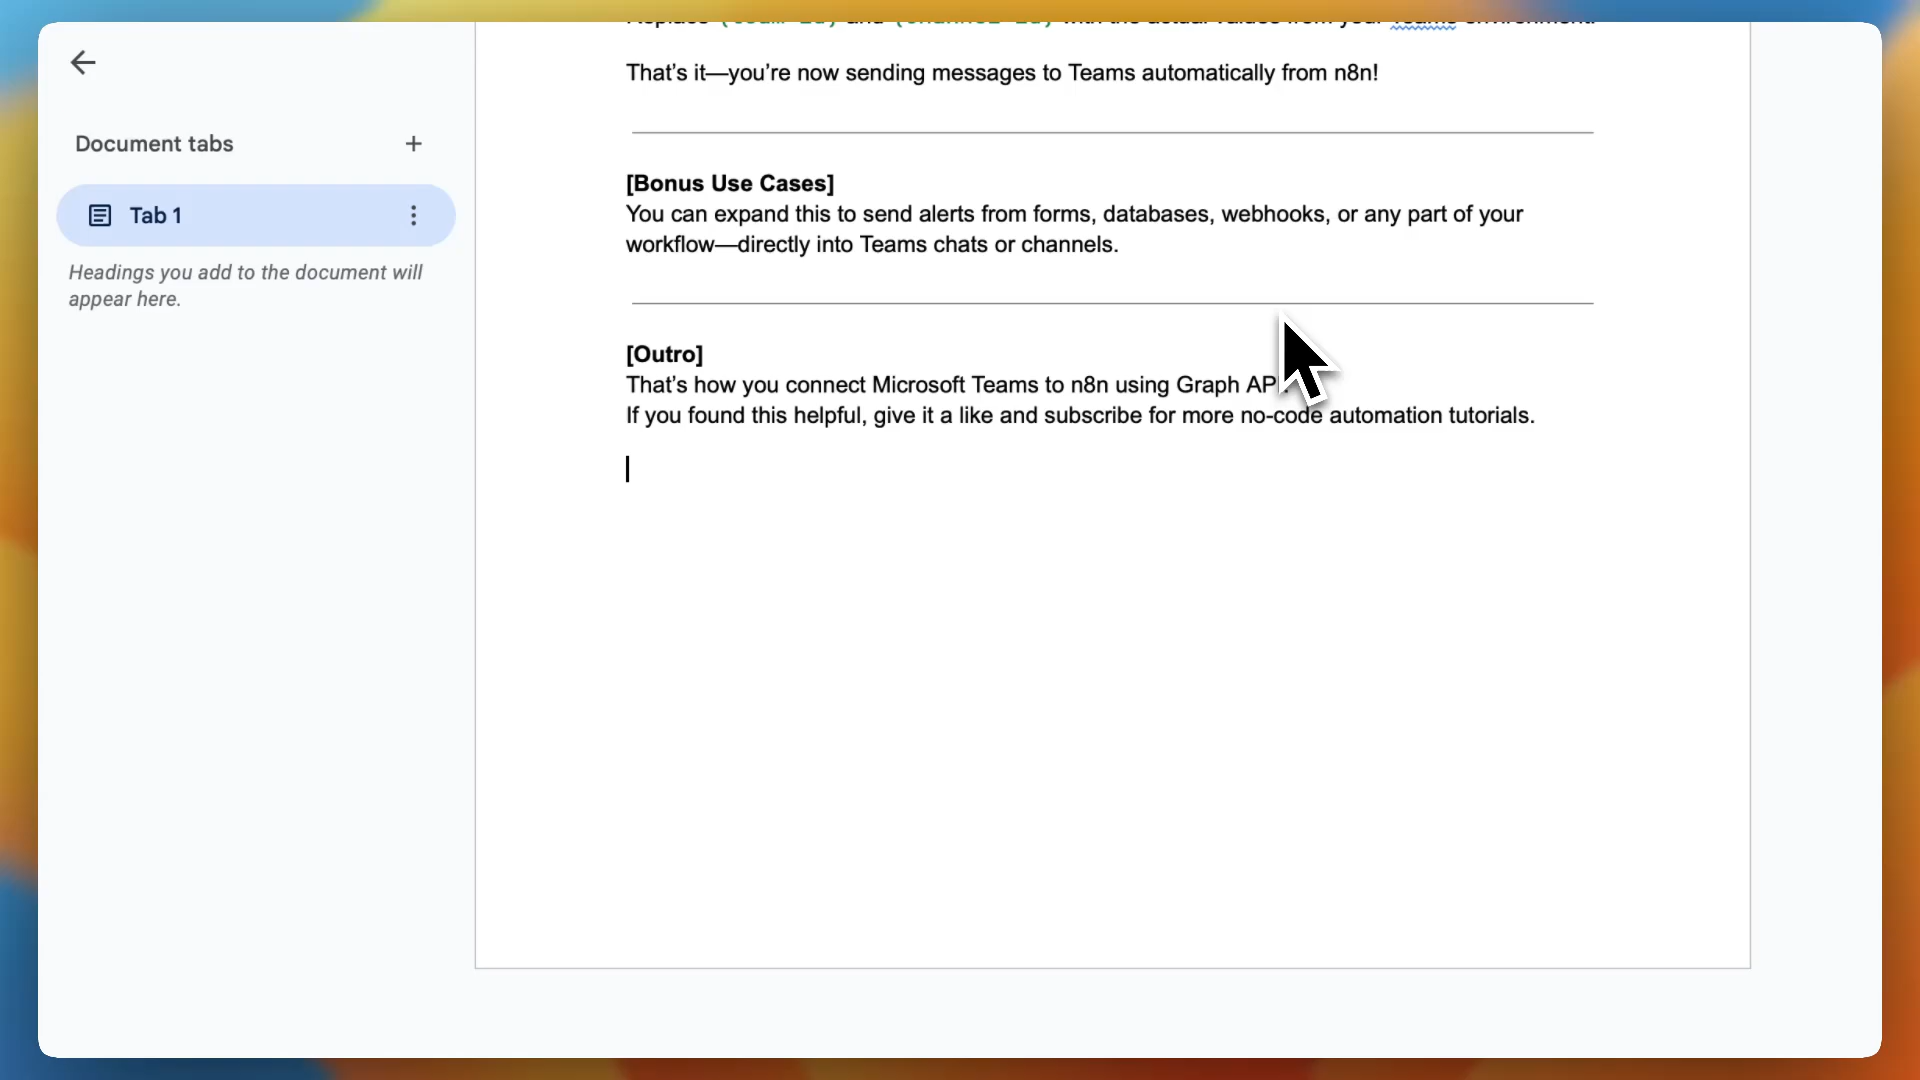 Document tabs
Tab 1
Headings you add to the document will
appear here.
That’s it—you’re now sending messages to Teams automatically from n8n!
[Bonus Use Cases]
You can expand this to send alerts from forms, databases, webhooks, or any part of your
workflow—directly into Teams chats or channels.
[Outro]
That’s how you connect Microsoft Teams to n8n using Graph
If you found this helpful, give it a like and subscribe for more no-code automation tutorials.